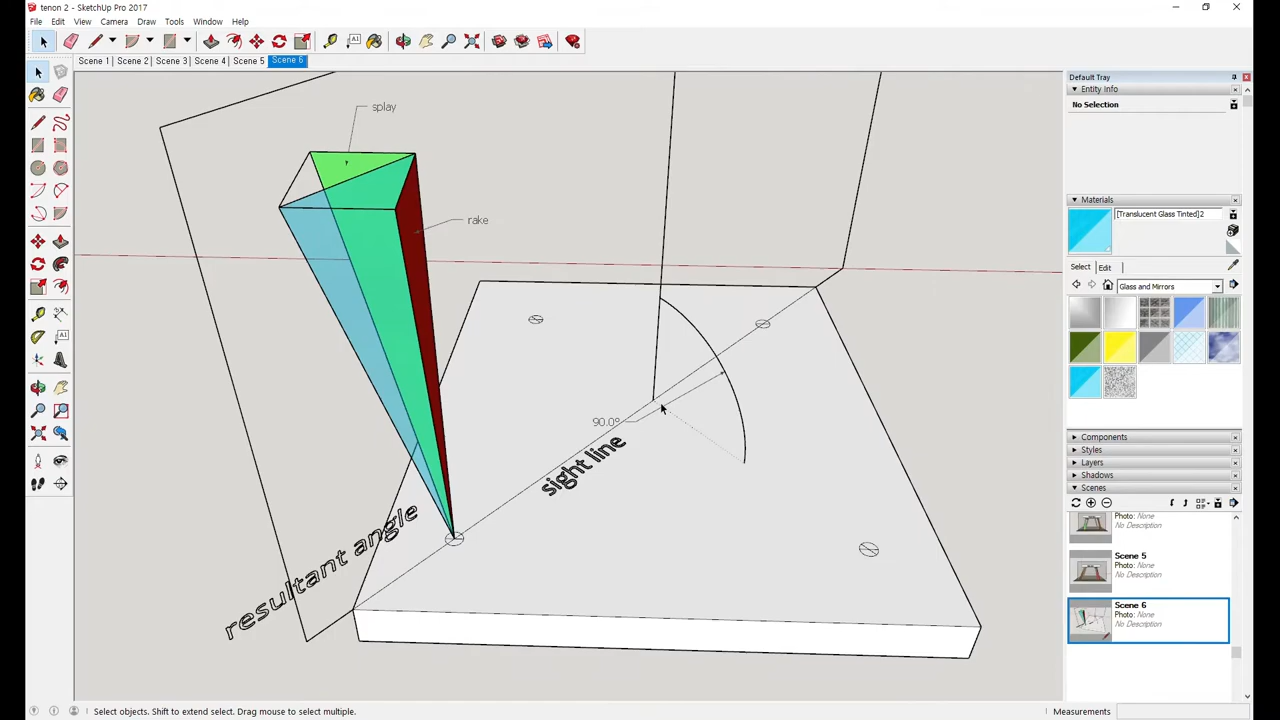 tenon 2 - SketchUp Pro 2017
File Edit View Camera Draw Tools Window Help
Scene 1 Scene 2 Scene 3 Scene 4 Scene 5 Scene 6
Default Tray
Entity Info
No Selection
Materials
[Translucent Glass Tinted]2
Select Edit
Glass and Mirrors
Components
Styles
Layers
Shadows
Scenes
Photo: None
No Description
Scene 5
Photo: None
No Description
Scene 6
Photo: None
No Description
splay
rake
90.0°
sight line
resultant angle
Select objects. Shift to extend select. Drag mouse to select multiple.
Measurements